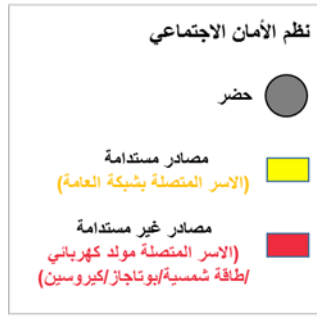 نظم الأمان الاجتماعي
حضر
مصادر مستدامة
(الاسر المتصلة بشبكة العامة)
مصادر غير مستدامة
(الاسر المتصلة مولد كهربائي
/طاقة شمسية/بوتاجاز/كيروسين)